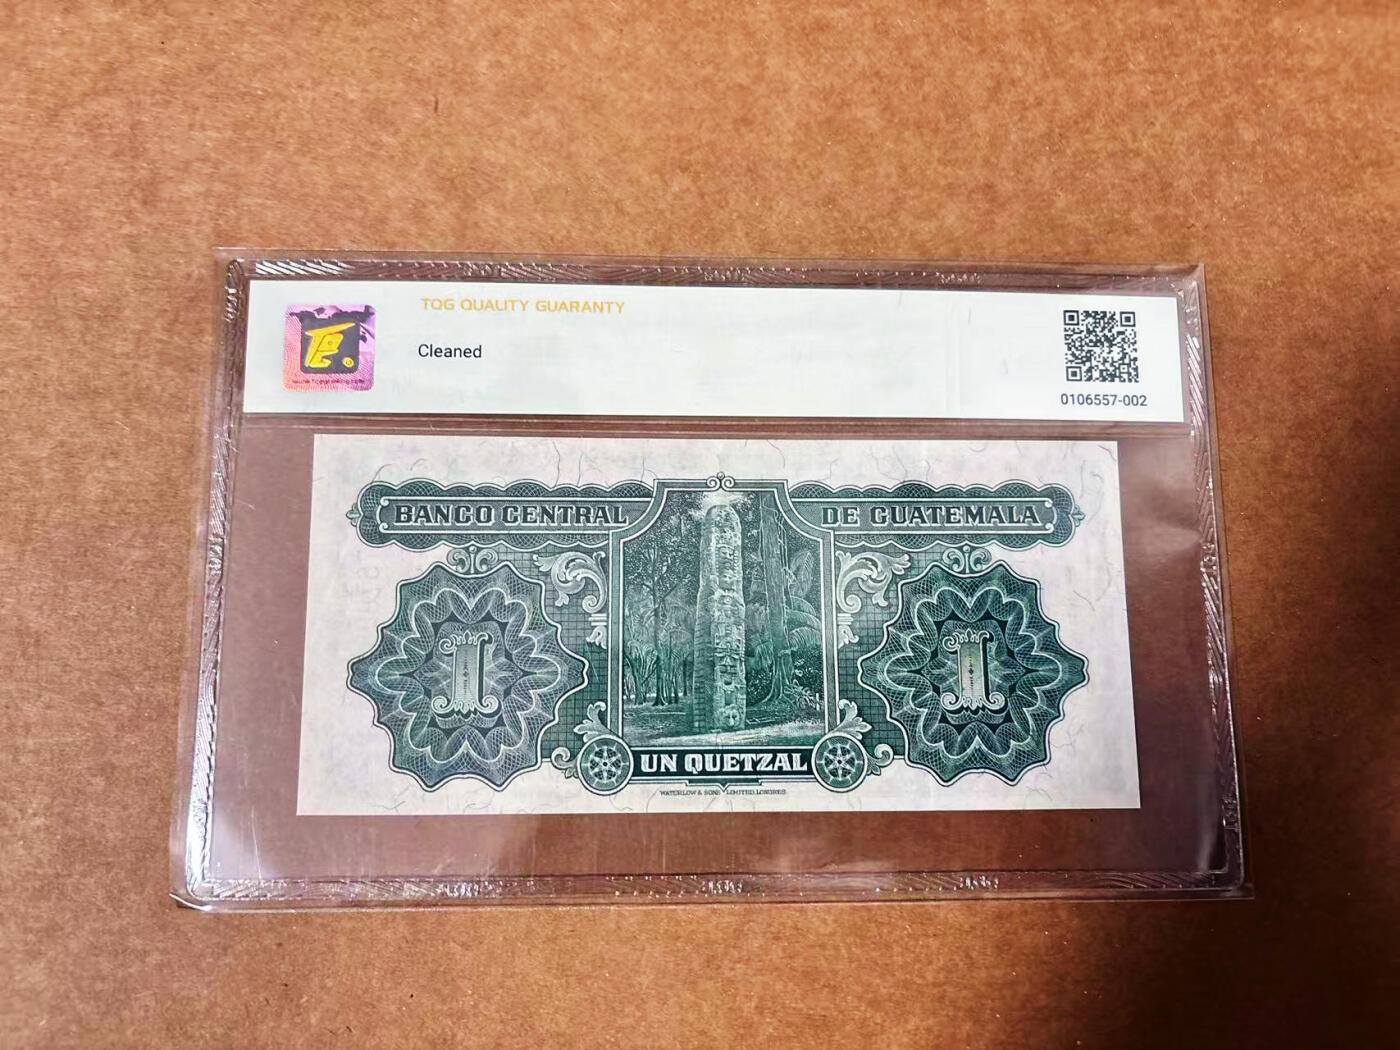 TQG QUALITY GUARANTY
Cleaned
0106557-002
BANCO CENTRAL DE GUATEMALA
1 1
UN QUETZAL
WATERLOW & SONS LIMITED, LONDRES